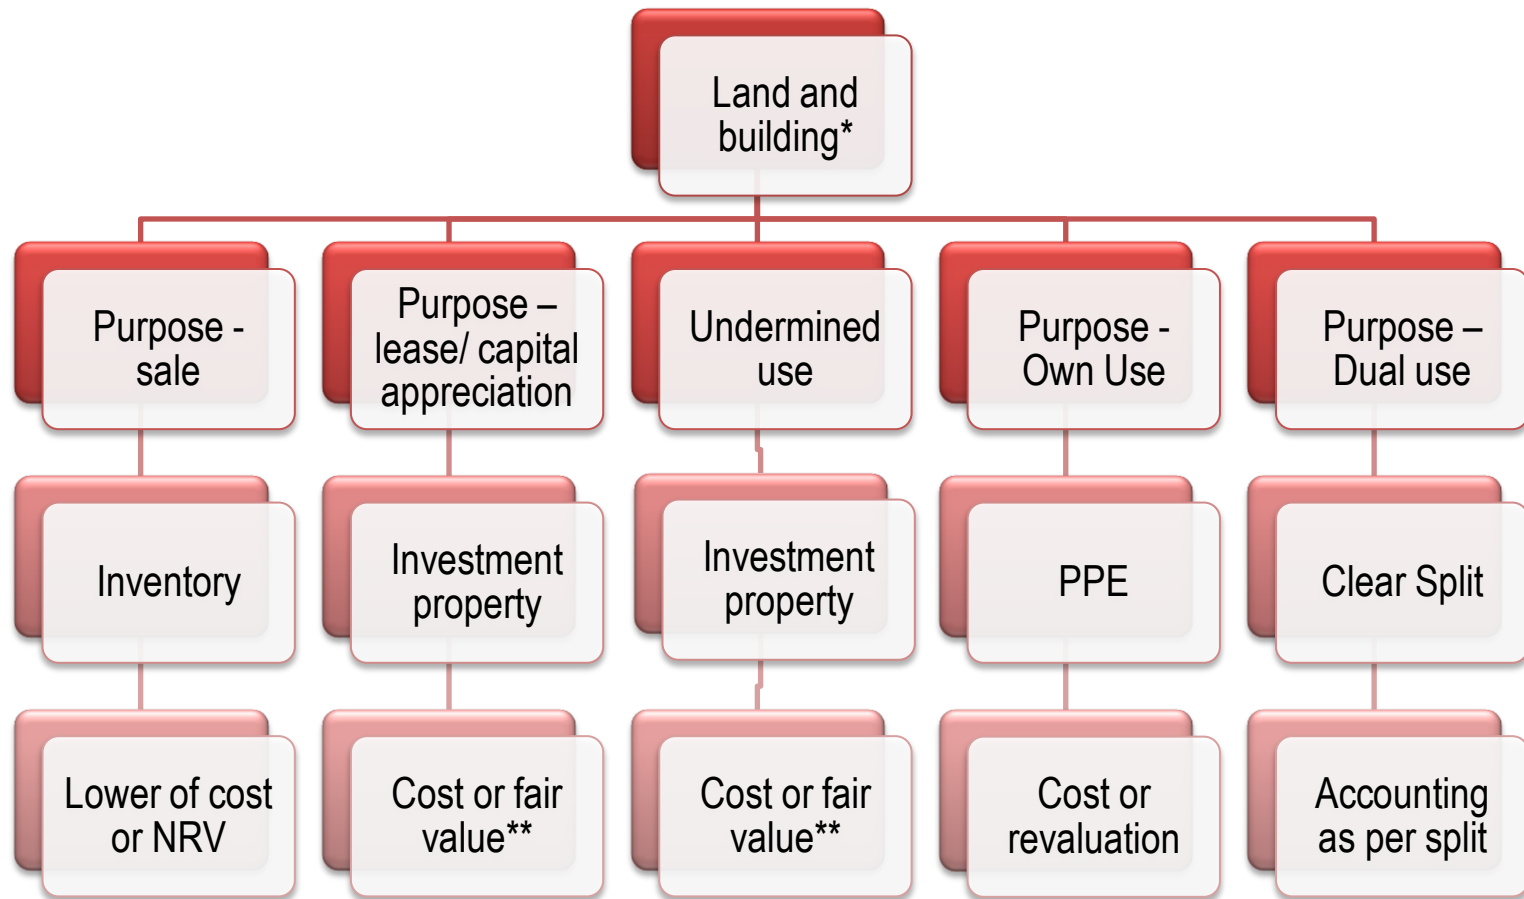 Land and
building*
Purpose -
sale
Purpose –
lease/ capital
appreciation
Undermined
use
Purpose -
Own Use
Purpose –
Dual use
Inventory
Investment
property
Investment
property
PPE
Clear Split
Lower of cost
or NRV
Cost or fair
value**
Cost or fair
value**
Cost or
revaluation
Accounting
as per split